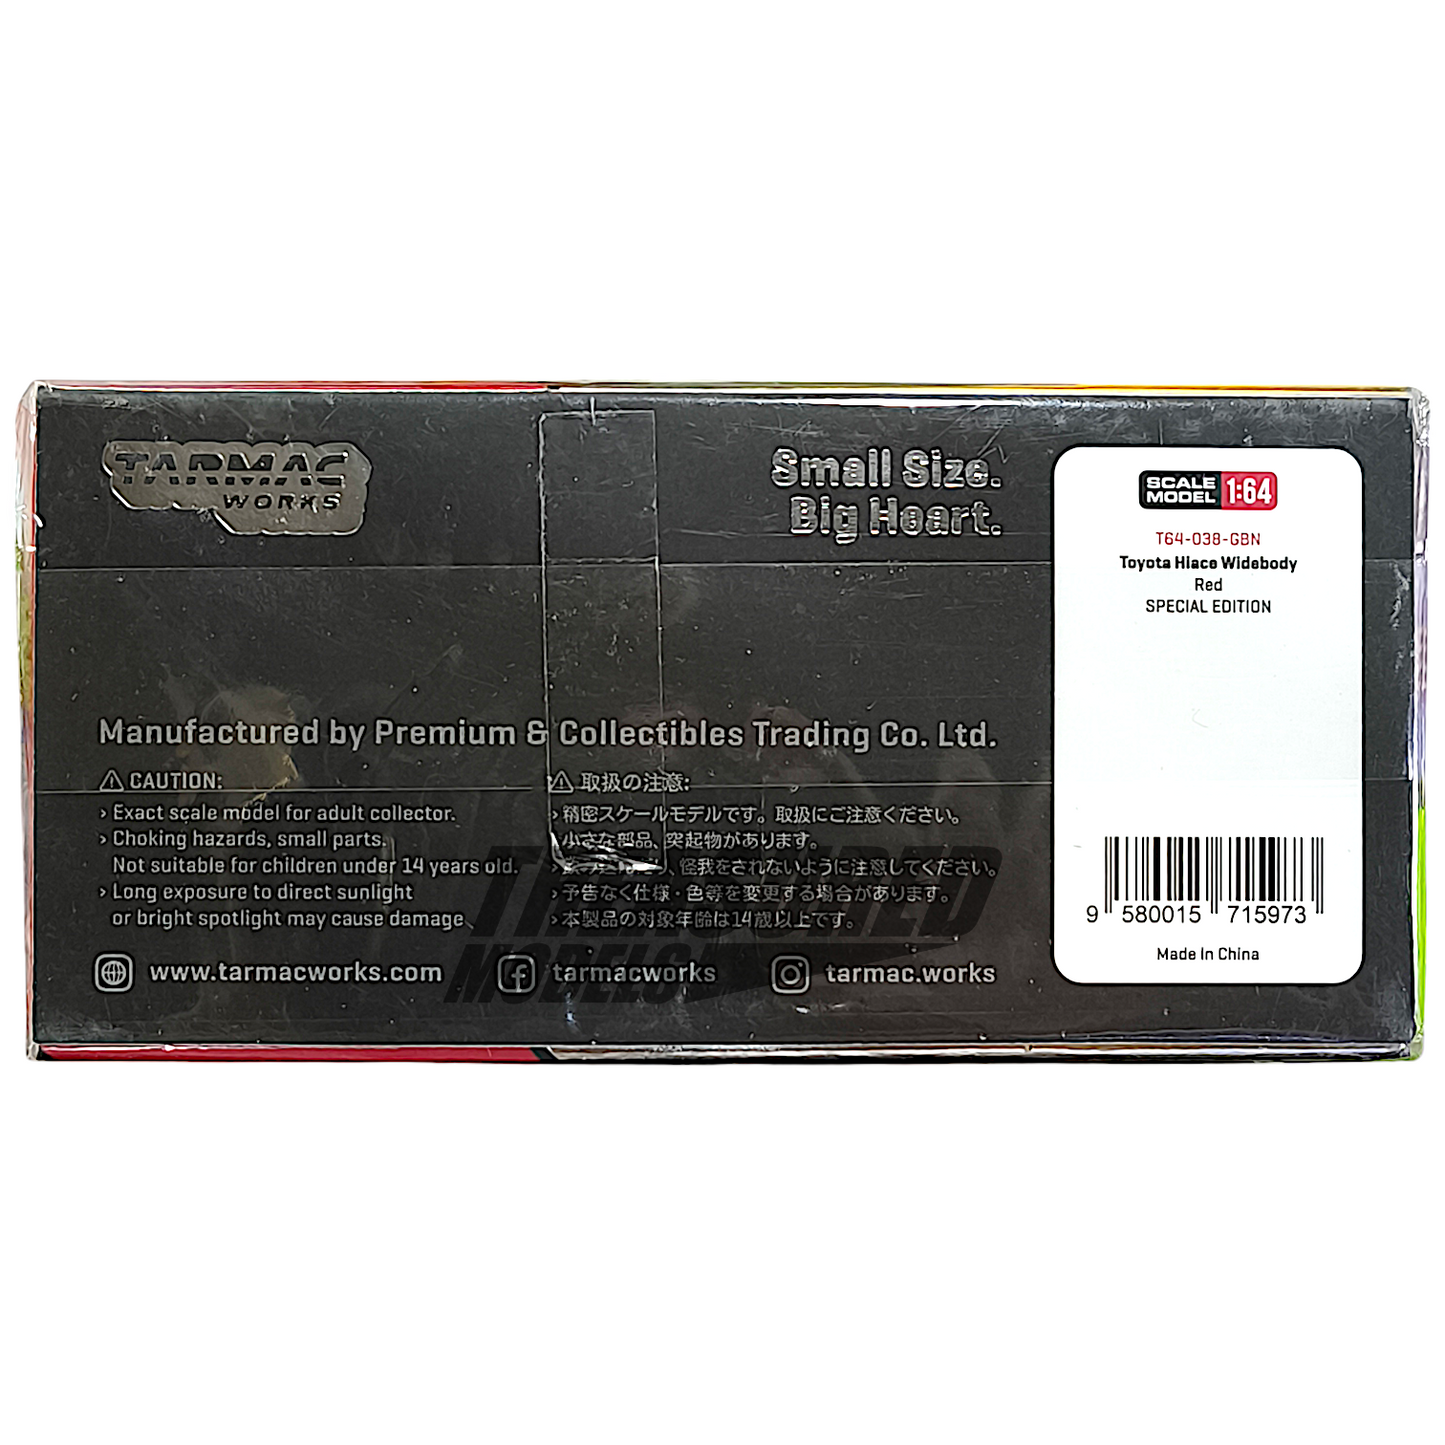 TARMAC
WORKS
Small Size.
Big Heart.
SCALE
MODEL 1:64
T64-038-GBN
Toyota Hiace Widebody
Red
SPECIAL EDITION
Manufactured by Premium & Collectibles Trading Co. Ltd.
CAUTION:
› Exact scale model for adult collector.
› Choking hazards, small parts.
Not suitable for children under 14 years old.
› Long exposure to direct sunlight
or bright spotlight may cause damage
取扱の注意:
› 精密スケールモデルです。取扱にご注意ください。
› 小さな部品、突起物があります。
怪我をされないように注意してください。
› 予告なく仕様・色等を変更する場合があります。
› 本製品の対象年齢は14歳以上です。
www.tarmacworks.com
tarmacworks
tarmac.works
9 580015 715973
Made In China
MODELS